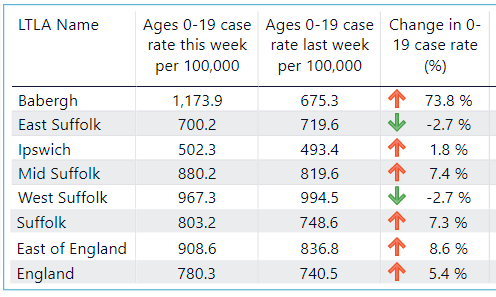 LTLA Name Ages 0-19 case Ages 0-19 case Change in 0-
rate this week rate last week 19 case rate
per 100,000 per 100,000 (%)
Babergh 1,173.9 675.3 73.8 %
East Suffolk 700.2 719.6 -2.7 %
Ipswich 502.3 493.4 1.8 %
Mid Suffolk 880.2 819.6 7.4 %
West Suffolk 967.3 994.5 -2.7 %
Suffolk 803.2 748.6 7.3 %
East of England 908.6 836.8 8.6 %
England 780.3 740.5 5.4 %